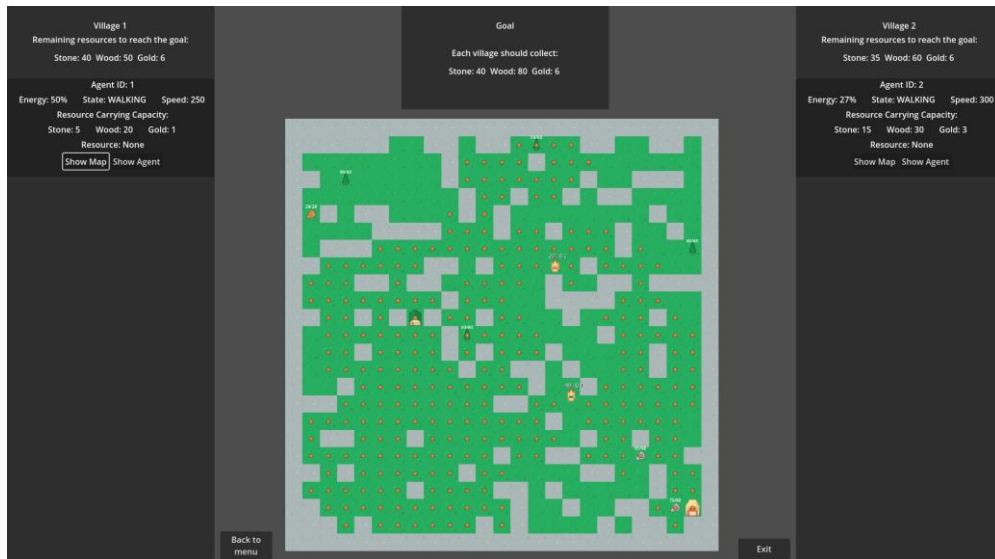 Village 1
Remaining resources to reach the goal:
Stone: 40 Wood: 50 Gold: 6
Agent ID: 1
Energy: 50% State: WALKING Speed: 250
Resource Carrying Capacity:
Stone: 5 Wood: 20 Gold: 1
Resource: None
Show Map Show Agent
Goal
Each village should collect:
Stone: 40 Wood: 80 Gold: 6
Village 2
Remaining resources to reach the goal:
Stone: 35 Wood: 60 Gold: 6
Agent ID: 2
Energy: 27% State: WALKING Speed: 300
Resource Carrying Capacity:
Stone: 15 Wood: 30 Gold: 3
Resource: None
Show Map Show Agent
Back to
menu
Exit